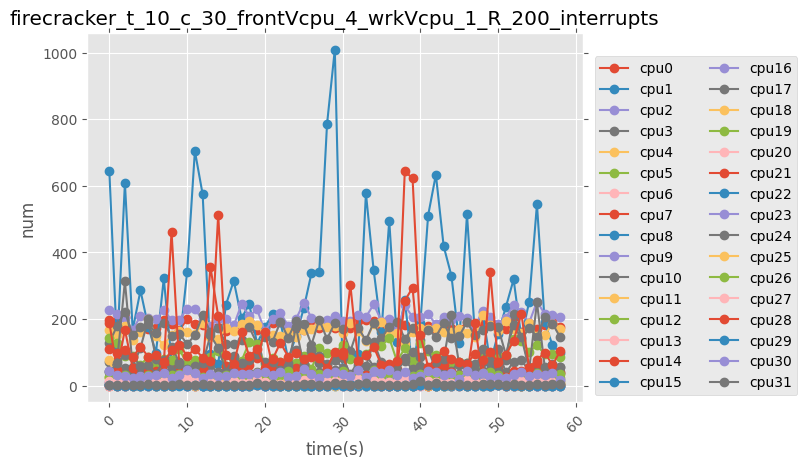 firecracker_t_10_c_30_frontVcpu_4_wrkVcpu_1_R_200_interrupts
num
1000
800
600
400
200
0
0
10
20
30
40
50
60
time(s)
cpu0
cpu1
cpu2
cpu3
cpu4
cpu5
cpu6
cpu7
cpu8
cpu9
cpu10
cpu11
cpu12
cpu13
cpu14
cpu15
cpu16
cpu17
cpu18
cpu19
cpu20
cpu21
cpu22
cpu23
cpu24
cpu25
cpu26
cpu27
cpu28
cpu29
cpu30
cpu31